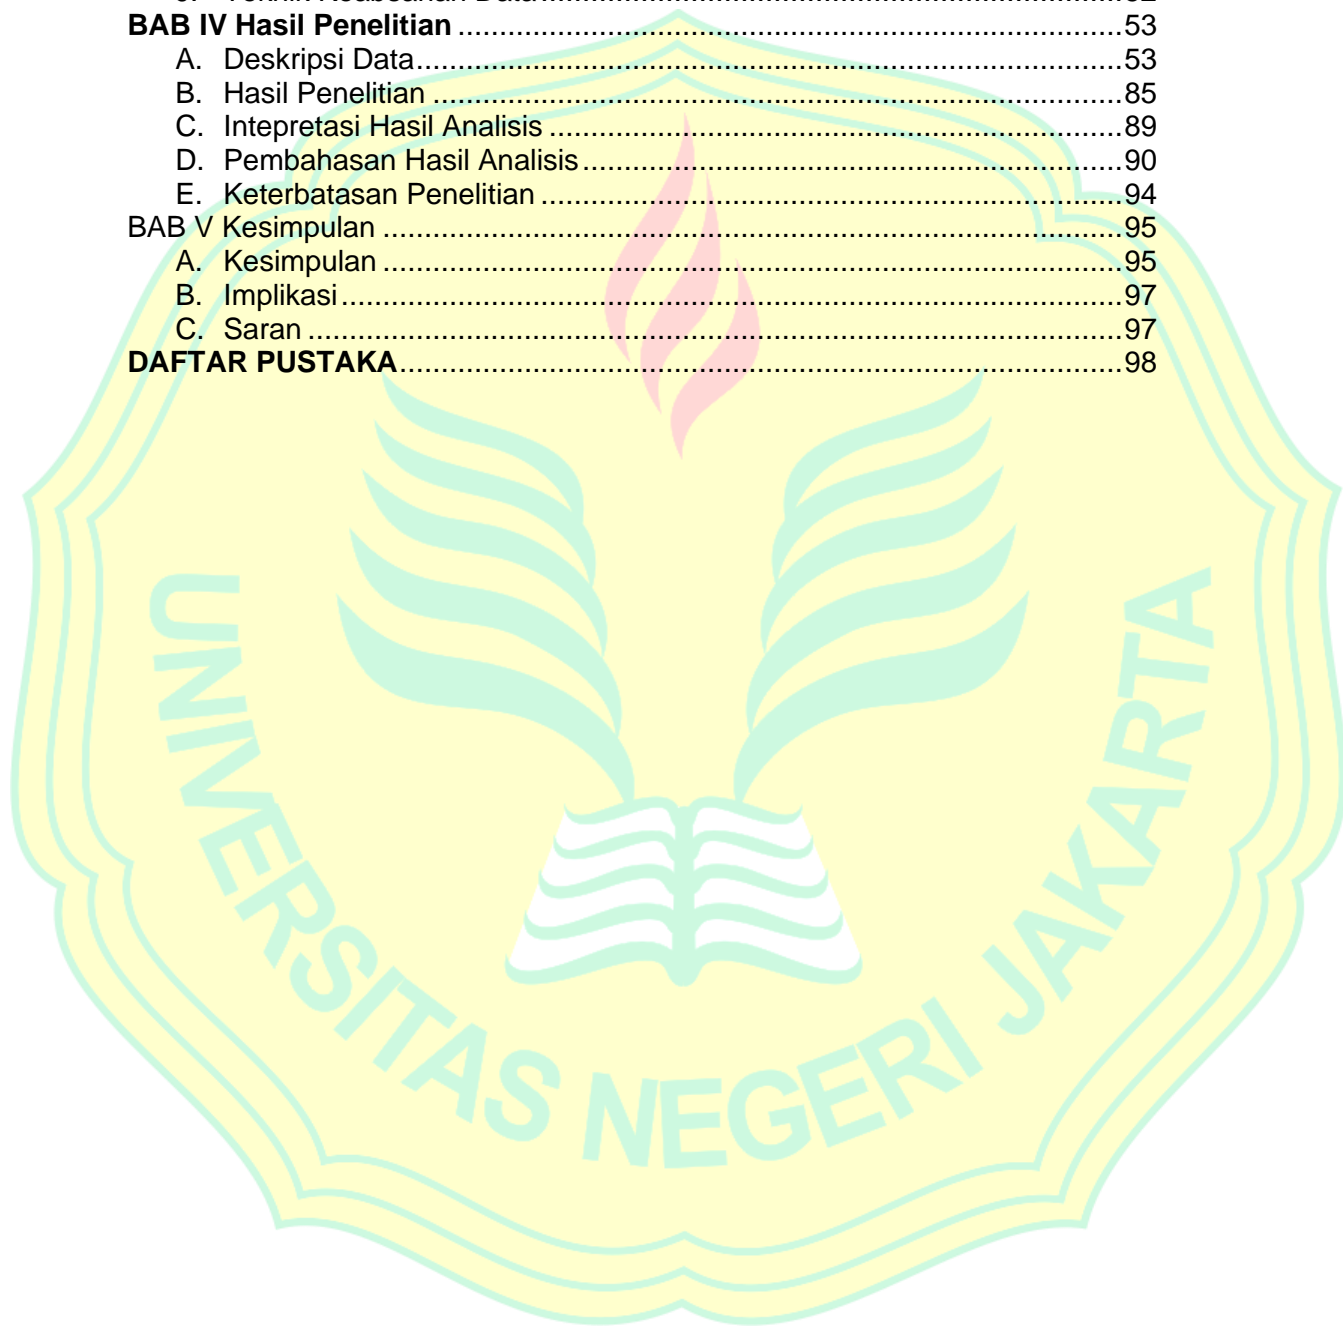 BAB IV Hasil Penelitian ........................................................................................53
A. Deskripsi Data.........................................................................................53
B. Hasil Penelitian .......................................................................................85
C. Intepretasi Hasil Analisis .........................................................................89
D. Pembahasan Hasil Analisis.....................................................................90
E. Keterbatasan Penelitian ..........................................................................94
BAB V Kesimpulan ..............................................................................................95
A. Kesimpulan .............................................................................................95
B. Implikasi..................................................................................................97
C. Saran ......................................................................................................97
DAFTAR PUSTAKA............................................................................................98
UNIVERSITAS NEGERI JAKARTA